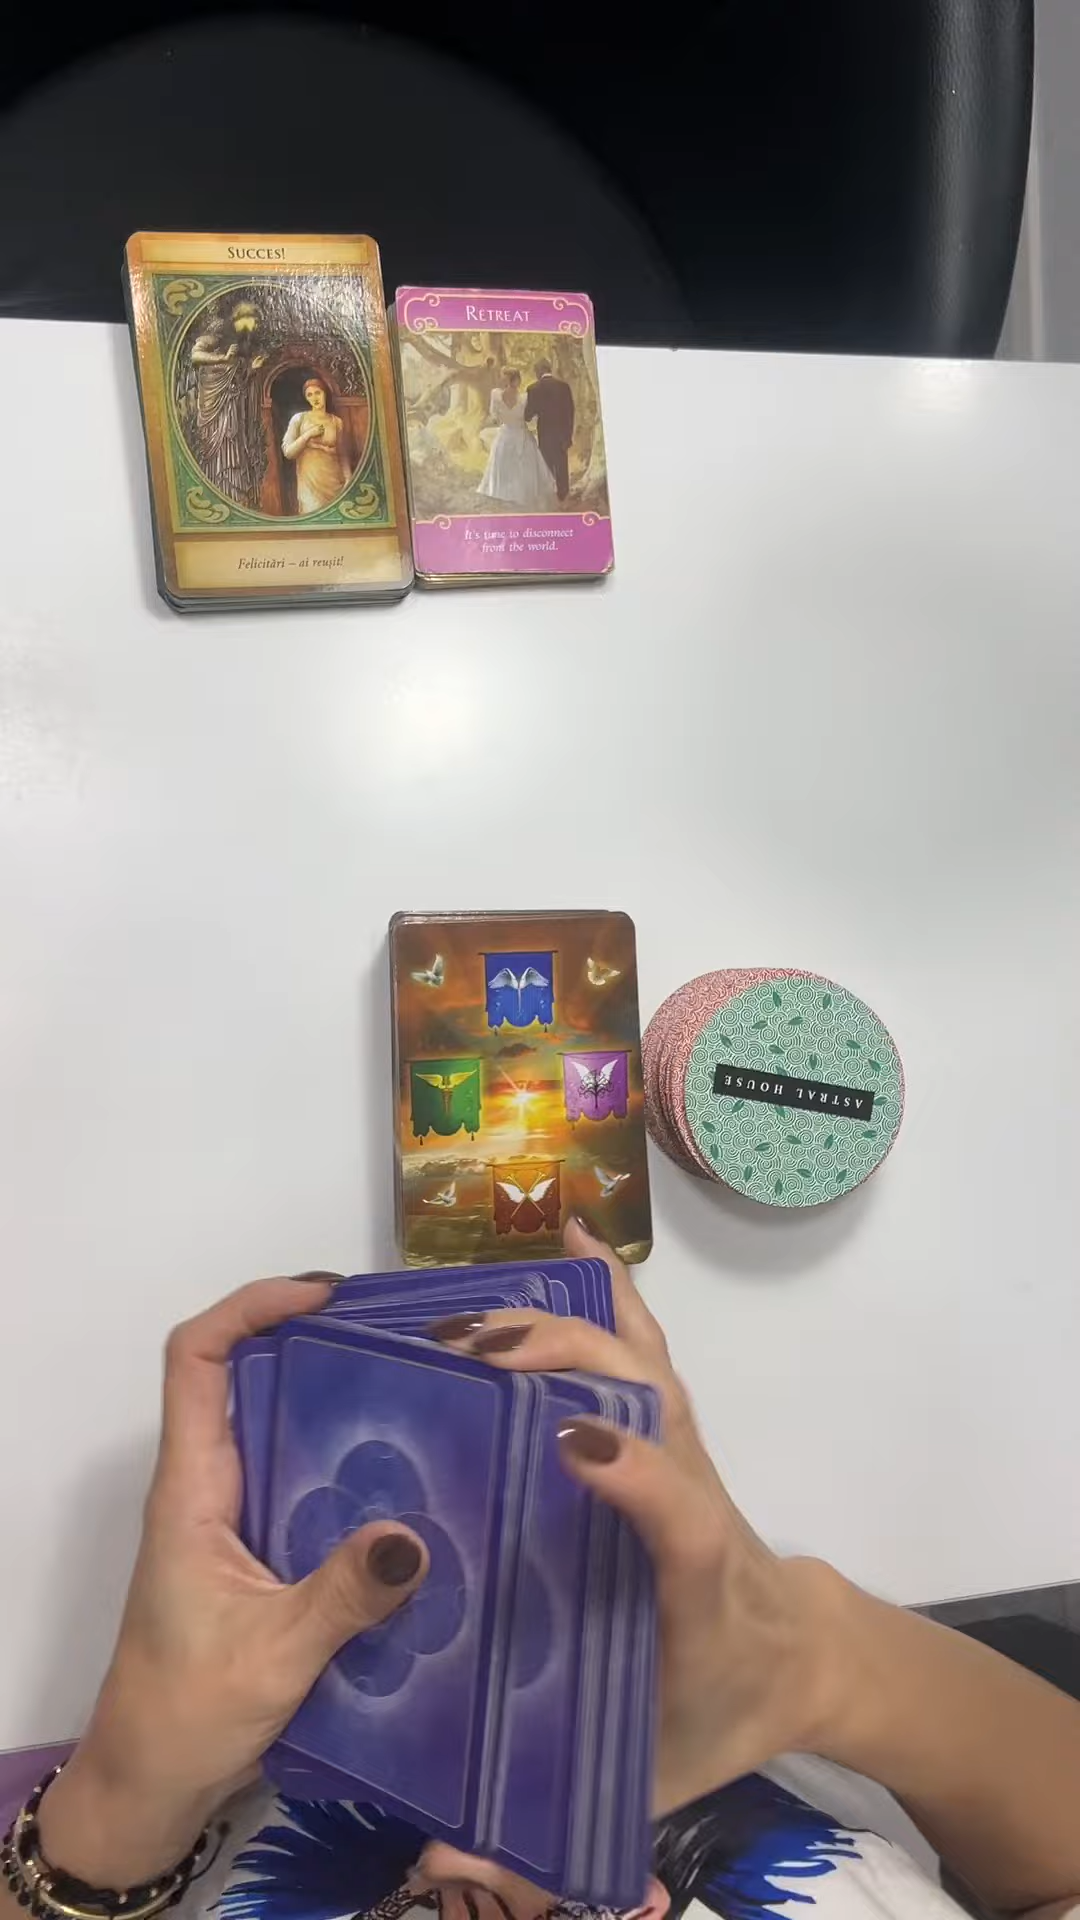 SUCCES!
Felicitări – ai reușit!
RETREAT
It's time to disconnect
from the world.
ASTRAL HOUSE